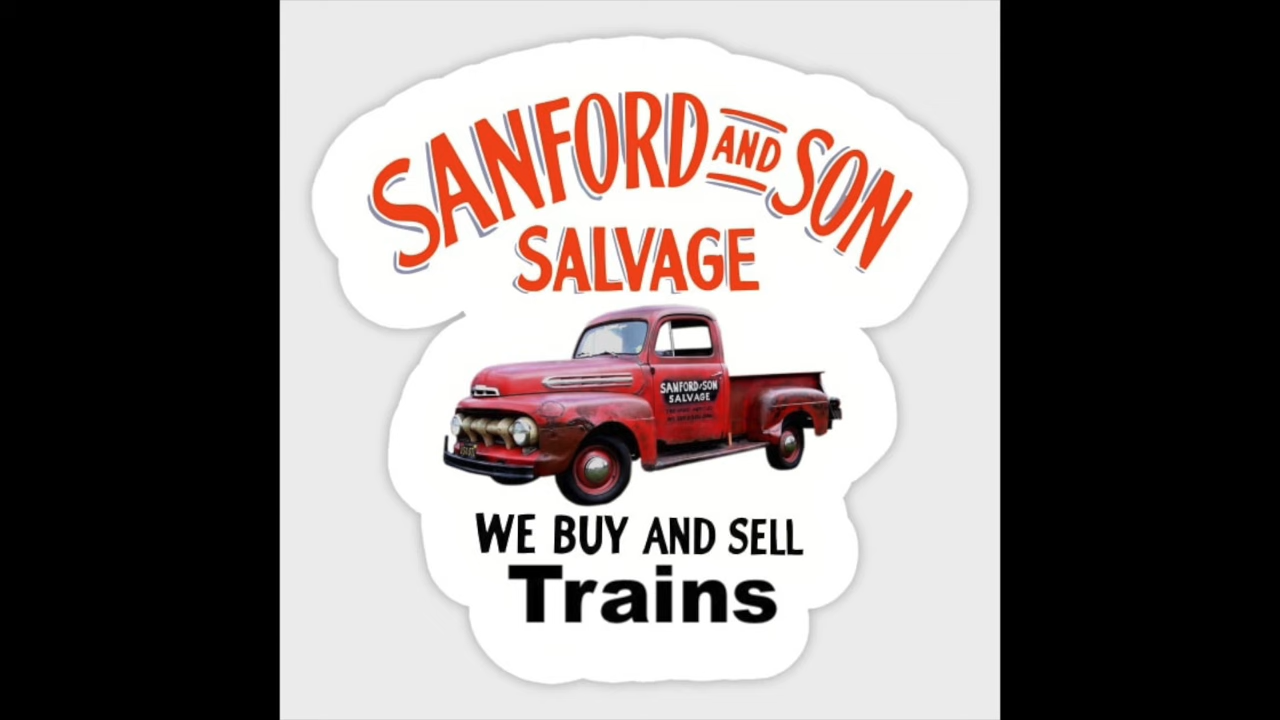 SANFORD AND SON
SALVAGE
SANFORD AND SON
SALVAGE
WE BUY AND SELL
Trains